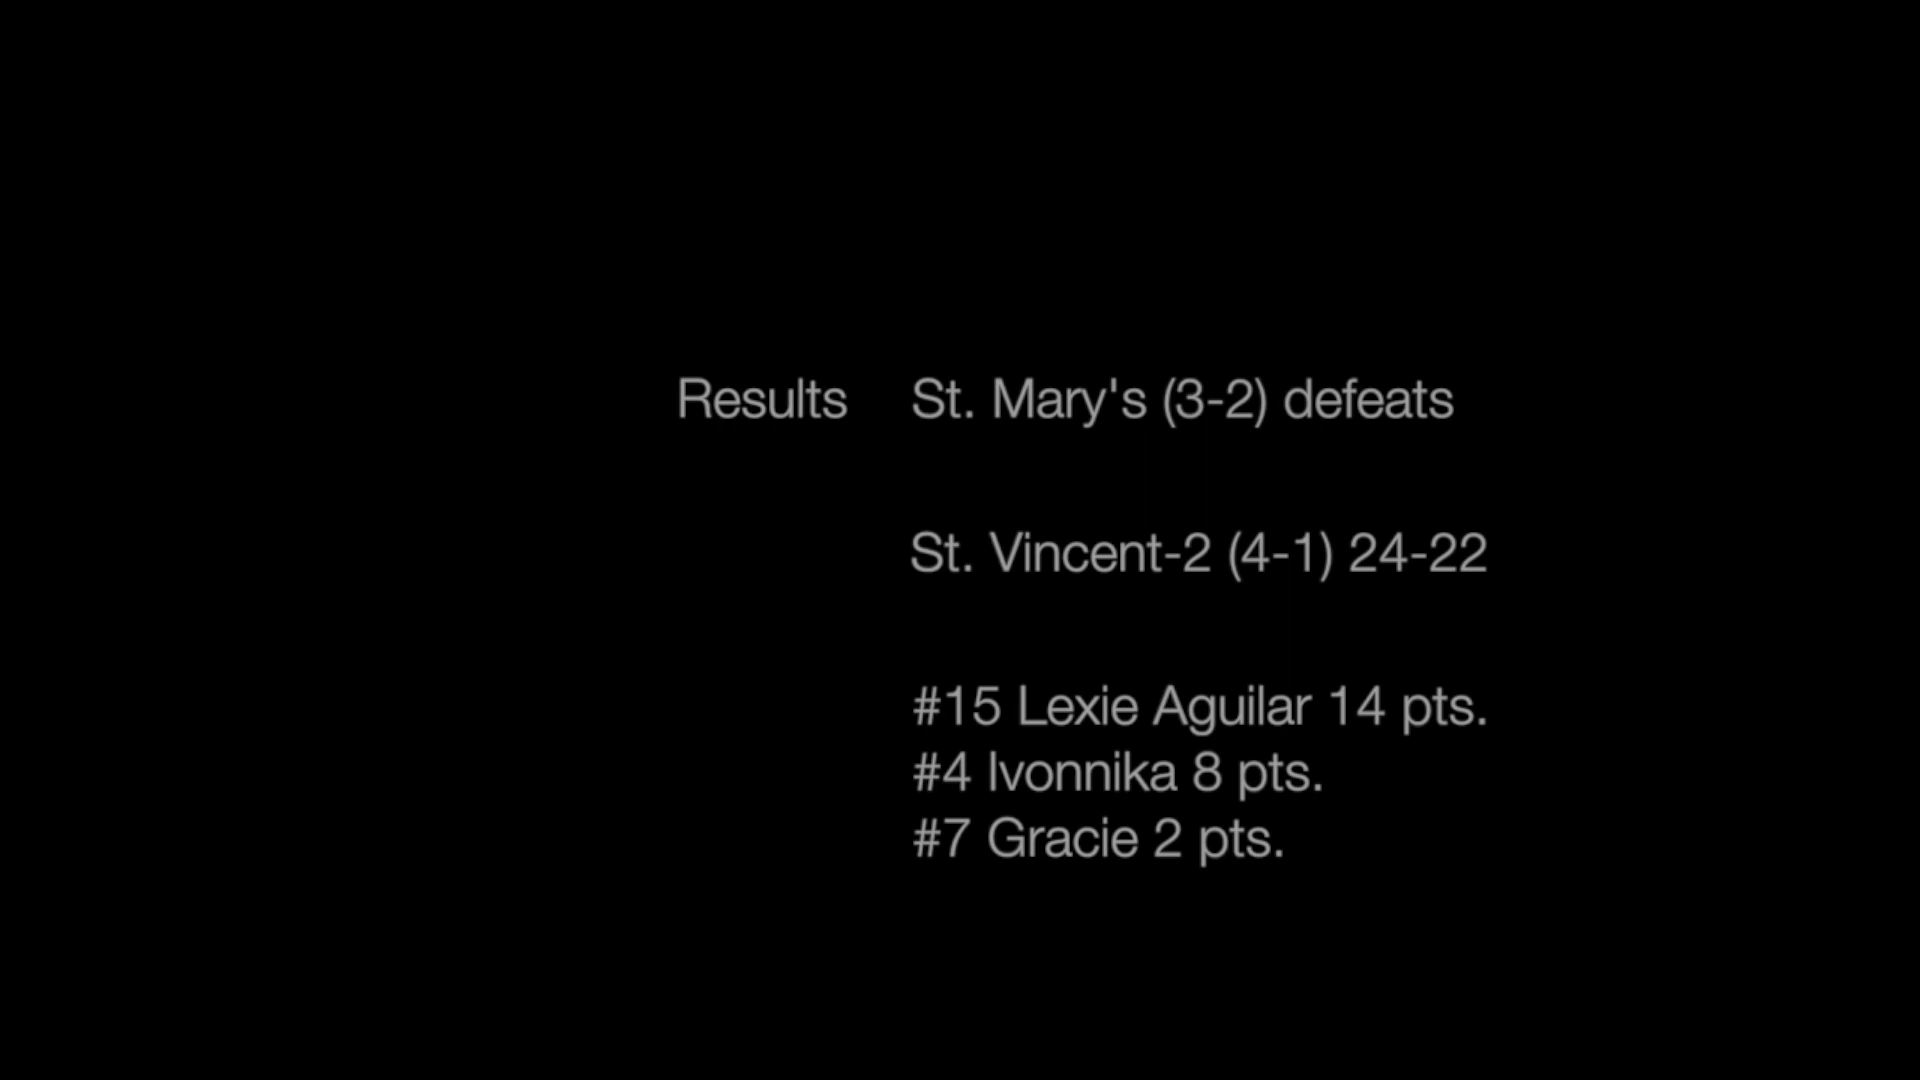 Results St. Mary's (3-2) defeats
St. Vincent-2 (4-1) 24-22
#15 Lexie Aguilar 14 pts.
#4 Ivonnika 8 pts.
#7 Gracie 2 pts.